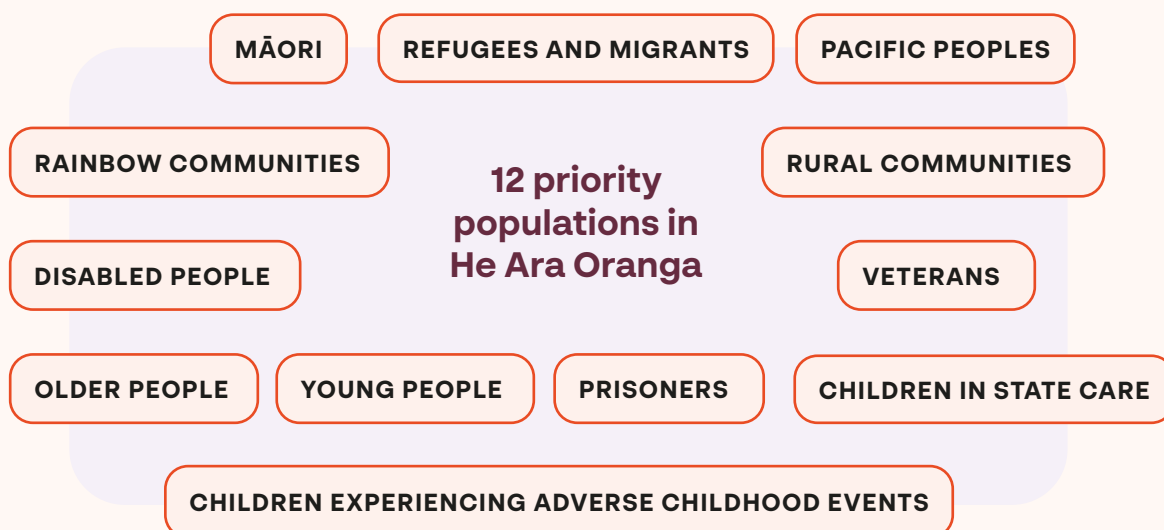 MĀORI
REFUGEES AND MIGRANTS
PACIFIC PEOPLES
RAINBOW COMMUNITIES
RURAL COMMUNITIES
12 priority
populations in
He Ara Oranga
DISABLED PEOPLE
VETERANS
OLDER PEOPLE
YOUNG PEOPLE
PRISONERS
CHILDREN IN STATE CARE
CHILDREN EXPERIENCING ADVERSE CHILDHOOD EVENTS